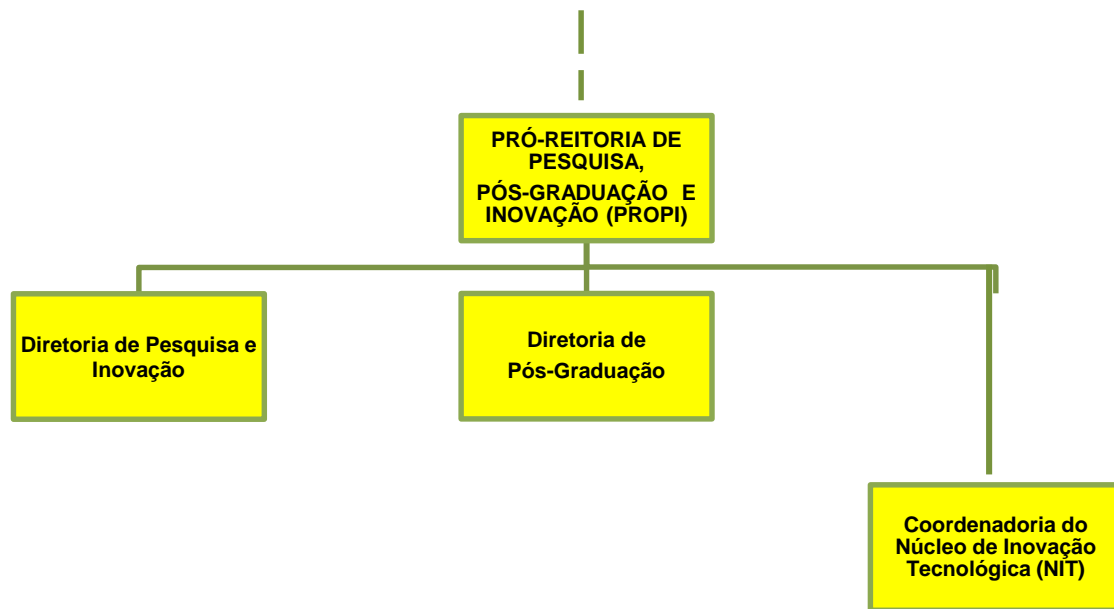 PRÓ-REITORIA DE
PESQUISA,
PÓS-GRADUAÇÃO E
INOVAÇÃO (PROPI)
Diretoria de Pesquisa e
Inovação
Diretoria de
Pós-Graduação
Coordenadoria do
Núcleo de Inovação
Tecnológica (NIT)